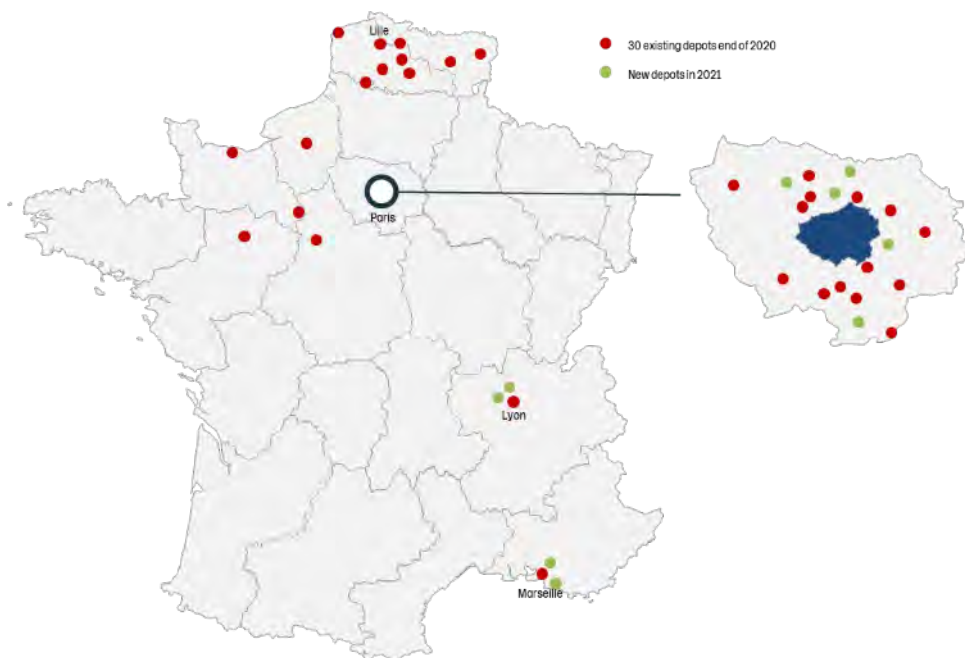 Lille
30 existing depots end of 2020
New depots in 2021
Paris
Lyon
Marseille